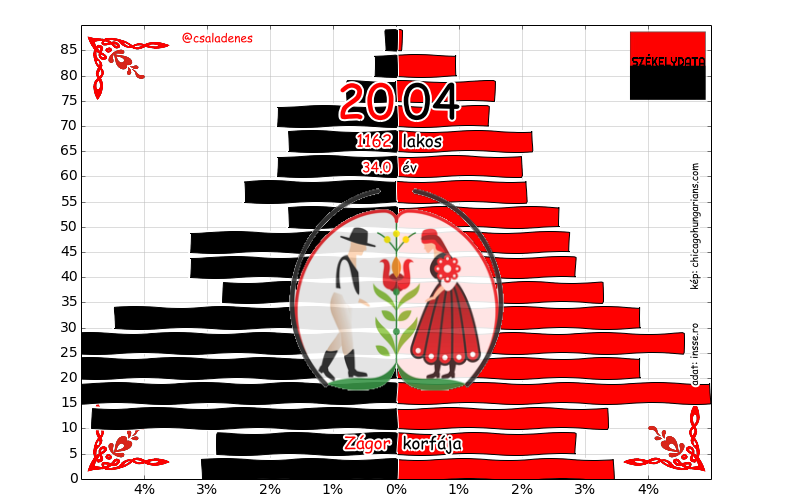 @csaladenes
SZÉKELYDATA
2004
1162 lakos
34.0 év
kép: chicagohungarians.com
adat: insse.ro
Zágor korfája
85
80
75
70
65
60
55
50
45
40
35
30
25
20
15
10
5
0
4% 3% 2% 1% 0% 1% 2% 3% 4%